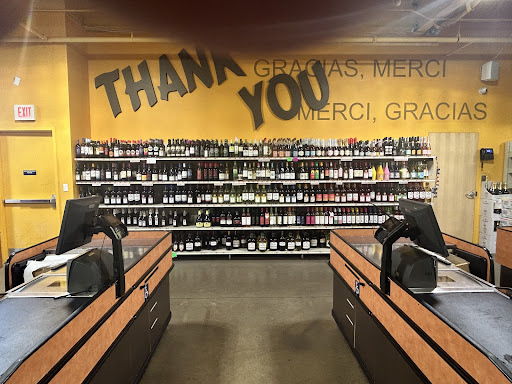 THANK YOU
GRACIAS, MERCI
MERCI, GRACIAS
EXIT